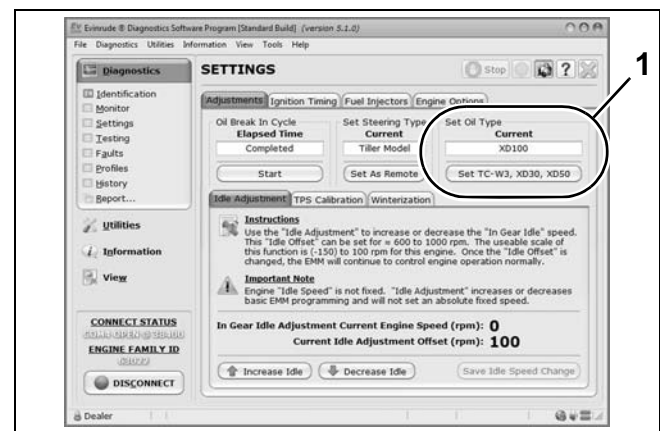 Evinrude ® Diagnostics Software Program [Standard Build] (version 5.1.0)
File Diagnostics Utilities Information View Tools Help
Diagnostics
SETTINGS
Stop
?
1
Identification
Monitor
Settings
Testing
Faults
Profiles
History
Report...
Utilities
Information
View
Adjustments Ignition Timing Fuel Injectors Engine Options
Oil Break In Cycle
Elapsed Time
Completed
Start
Set Steering Type
Current
Tiller Model
Set As Remote
Set Oil Type
Current
XD100
Set TC-W3, XD30, XD50
Idle Adjustment TPS Calibration Winterization
Instructions
Use the "Idle Adjustment" to increase or decrease the "In Gear Idle" speed.
This "Idle Offset" can be set for = 600 to 1000 rpm. The useable scale of
this function is (-150) to 100 rpm for this engine. Once the "Idle Offset" is
changed, the EMM will continue to control engine operation normally.
Important Note
Engine "Idle Speed" is not fixed. "Idle Adjustment" increases or decreases
basic EMM programming and will not set an absolute fixed speed.
In Gear Idle Adjustment Current Engine Speed (rpm): 0
Current Idle Adjustment Offset (rpm): 100
Increase Idle
Decrease Idle
Save Idle Speed Change
CONNECT STATUS
ENGINE FAMILY ID
DISCONNECT
Dealer